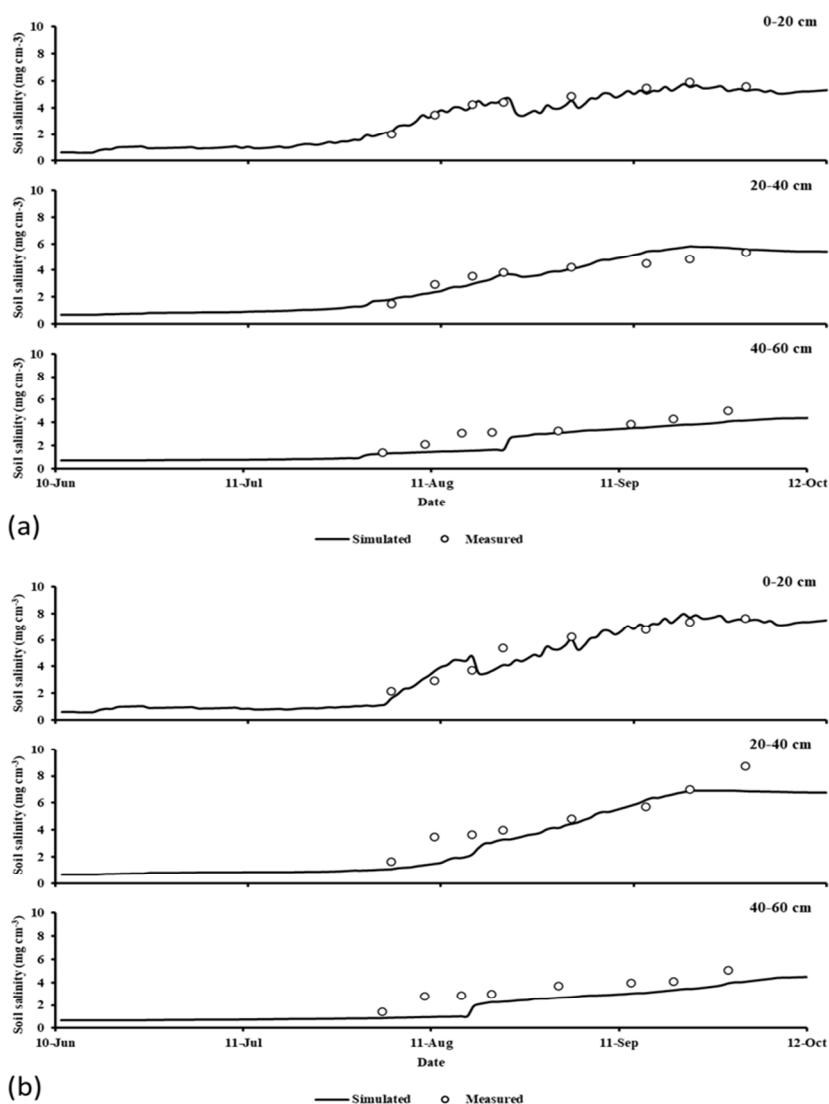 0-20 cm
Soil salinity (mg cm-3)
10
8
6
4
2
0
20-40 cm
Soil salinity (mg cm-3)
10
8
6
4
2
0
40-60 cm
Soil salinity (mg cm-3)
10
8
6
4
2
0
10-Jun 11-Jul 11-Aug 11-Sep 12-Oct
Date
(a)
Simulated Measured
0-20 cm
Soil salinity (mg cm⁻³)
10
8
6
4
2
0
20-40 cm
Soil salinity (mg cm⁻³)
10
8
6
4
2
0
40-60 cm
Soil salinity (mg cm⁻³)
10
8
6
4
2
0
10-Jun 11-Jul 11-Aug 11-Sep 12-Oct
Date
(b)
Simulated Measured